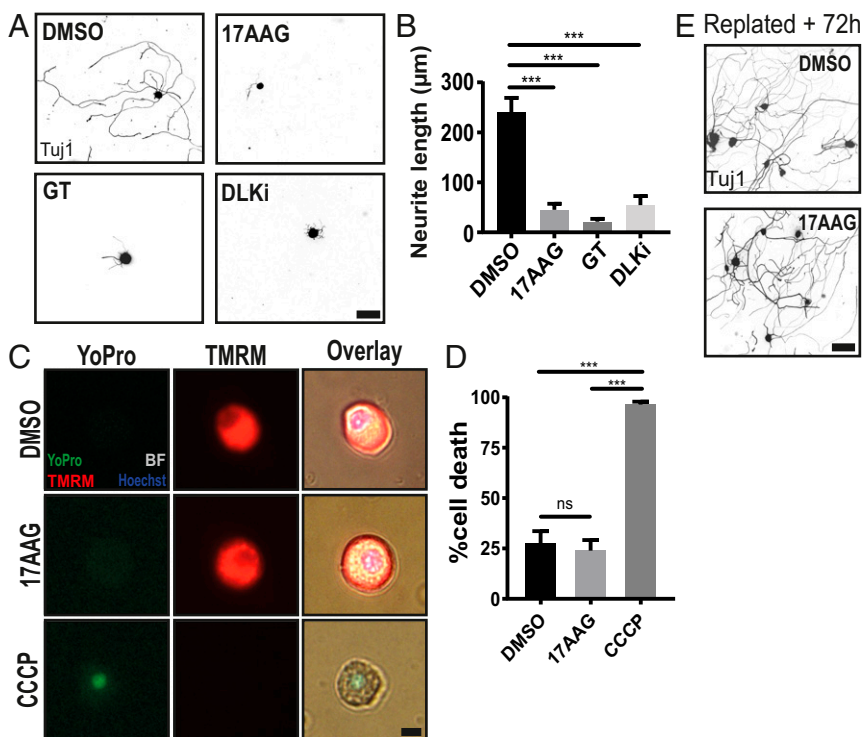 A
DMSO
Tuj1
17AAG
GT
DLKi
B
***
***
***
Neurite length (µm)
300
200
100
50
0
DMSO
17AAG
GT
DLKi
E Replated + 72h
DMSO
Tuj1
17AAG
C
YoPro TMRM Overlay
DMSO
YoPro BF
TMRM Hoechst
17AAG
CCCP
D
***
***
ns
%cell death
100
50
25
0
DMSO
17AAG
CCCP